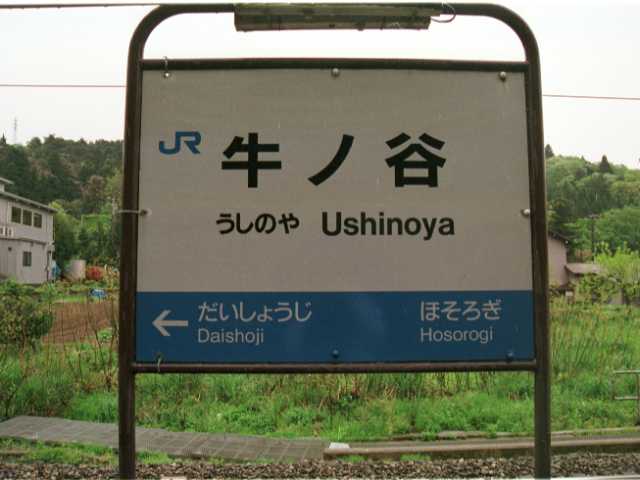 JR 牛ノ谷
うしのや Ushinoya
← だいしょうじ ほそろぎ
Daishoji Hosorogi